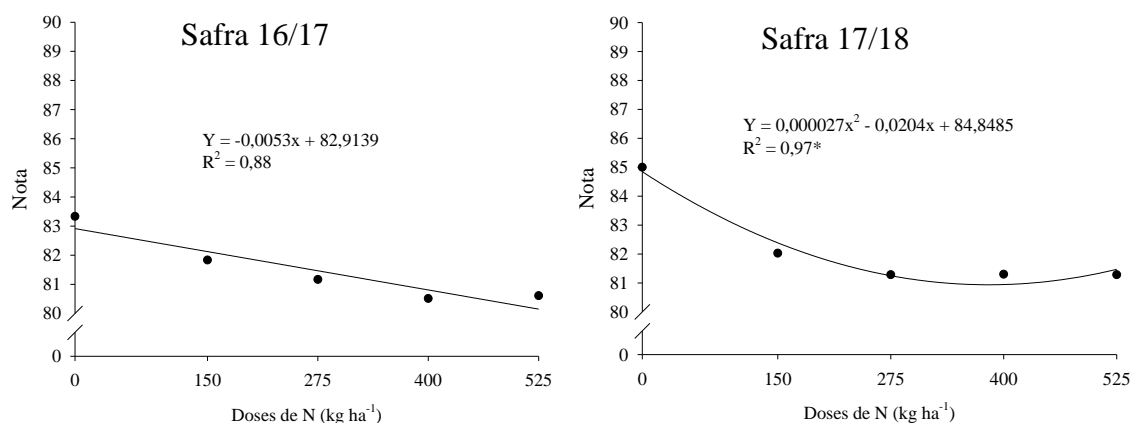 Safra 16/17
90
89
88
87
86
85
84
83
82
81
80
0
Nota
Y = -0,0053x + 82,9139
R² = 0,88
0 150 275 400 525
Doses de N (kg ha⁻¹)
Safra 17/18
90
89
88
87
86
85
84
83
82
81
80
0
Nota
Y = 0,000027x² - 0,0204x + 84,8485
R² = 0,97*
0 150 275 400 525
Doses de N (kg ha⁻¹)